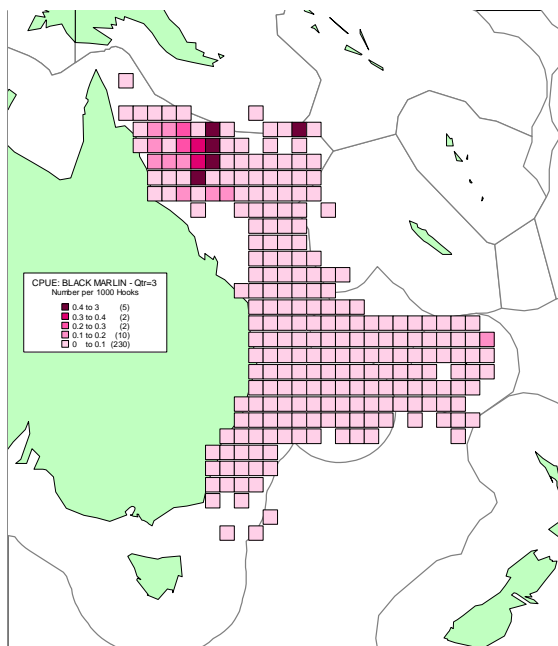 CPUE: BLACK MARLIN - Qtr=3
Number per 1000 Hooks
0.4 to 3 (5)
0.3 to 0.4 (2)
0.2 to 0.3 (2)
0.1 to 0.2 (10)
0 to 0.1 (230)